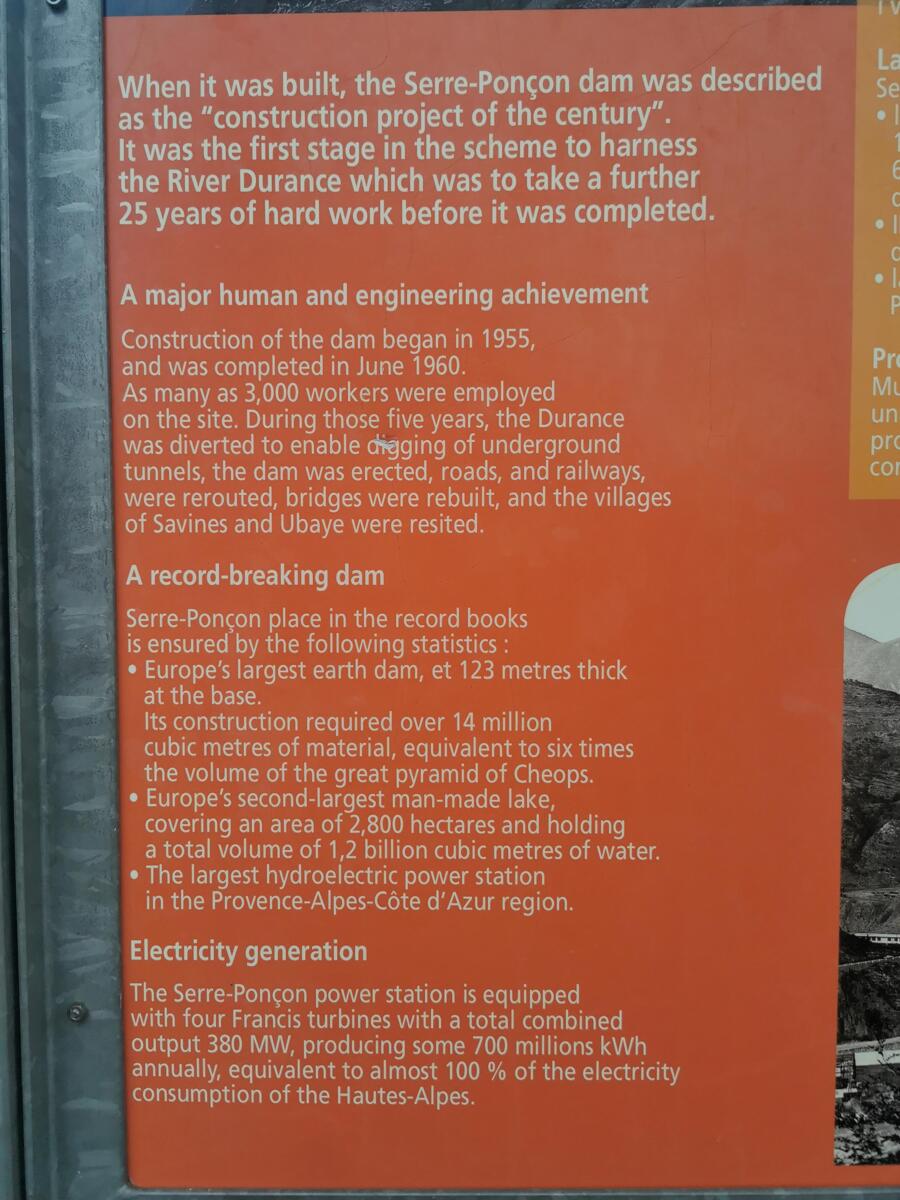 When it was built, the Serre-Ponçon dam was described
as the “construction project of the century”.
It was the first stage in the scheme to harness
the River Durance which was to take a further
25 years of hard work before it was completed.
A major human and engineering achievement
Construction of the dam began in 1955,
and was completed in June 1960.
As many as 3,000 workers were employed
on the site. During those five years, the Durance
was diverted to enable digging of underground
tunnels, the dam was erected, roads, and railways,
were rerouted, bridges were rebuilt, and the villages
of Savines and Ubaye were resited.
A record-breaking dam
Serre-Ponçon place in the record books
is ensured by the following statistics :
• Europe’s largest earth dam, et 123 metres thick
at the base.
Its construction required over 14 million
cubic metres of material, equivalent to six times
the volume of the great pyramid of Cheops.
• Europe’s second-largest man-made lake,
covering an area of 2,800 hectares and holding
a total volume of 1,2 billion cubic metres of water.
• The largest hydroelectric power station
in the Provence-Alpes-Côte d’Azur region.
Electricity generation
The Serre-Ponçon power station is equipped
with four Francis turbines with a total combined
output 380 MW, producing some 700 millions kWh
annually, equivalent to almost 100 % of the electricity
consumption of the Hautes-Alpes.